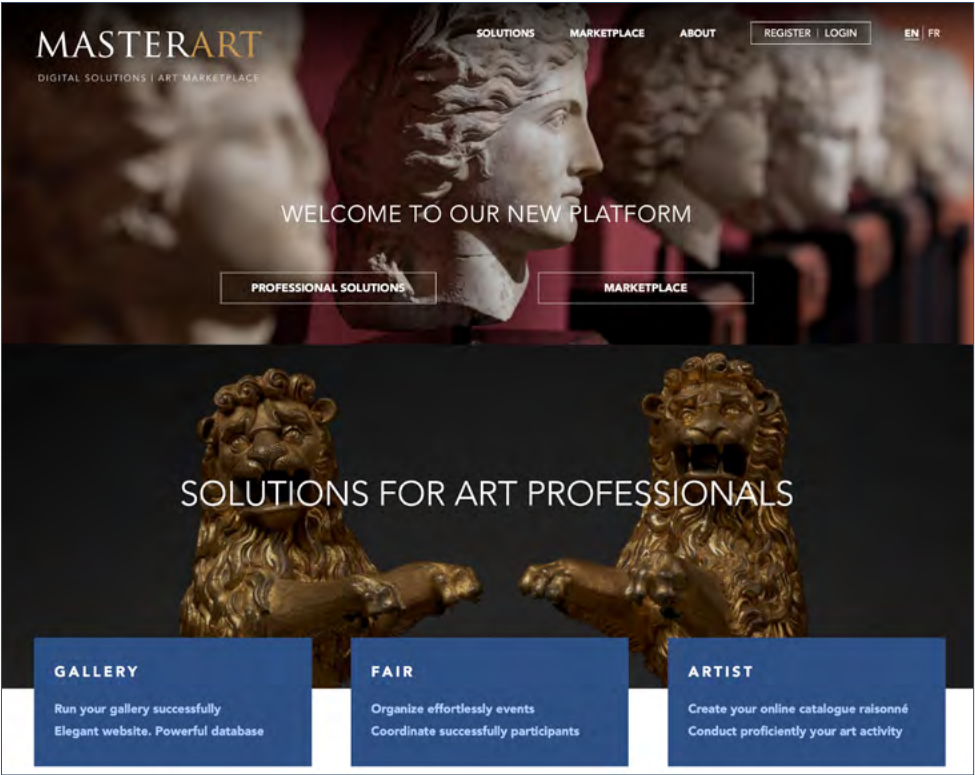 MASTERART
DIGITAL SOLUTIONS | ART MARKETPLACE
SOLUTIONS MARKETPLACE ABOUT REGISTER | LOGIN EN | FR
WELCOME TO OUR NEW PLATFORM
PROFESSIONAL SOLUTIONS MARKETPLACE
SOLUTIONS FOR ART PROFESSIONALS
GALLERY
Run your gallery successfully
Elegant website. Powerful database
FAIR
Organize effortlessly events
Coordinate successfully participants
ARTIST
Create your online catalogue raisonné
Conduct proficiently your art activity